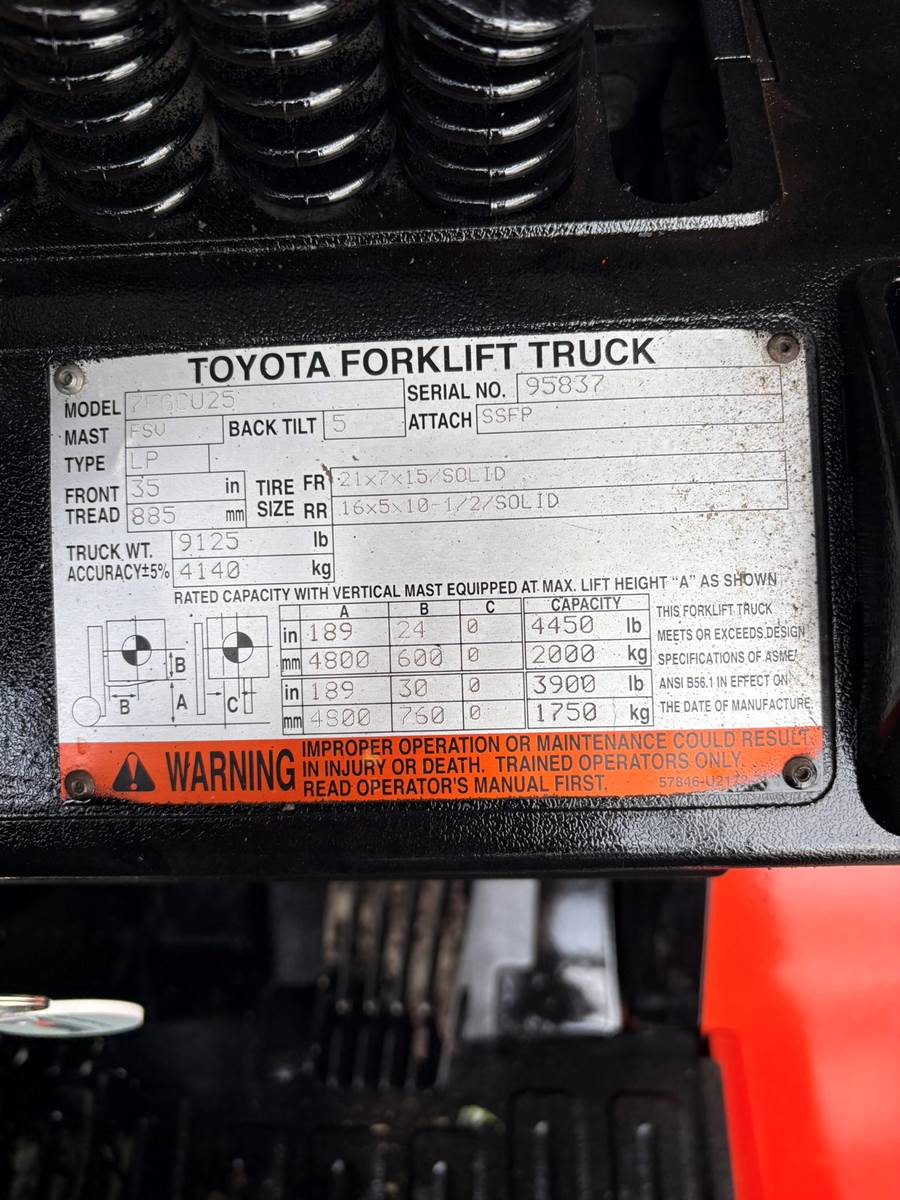 TOYOTA FORKLIFT TRUCK
MODEL 7FGCU25 SERIAL NO. 95837
MAST FSV BACK TILT 5 ATTACH SSFP
TYPE LP
FRONT TREAD 35 in 885 mm
TIRE SIZE FR 21x7x15/SOLID
RR 16x5x10-1/2/SOLID
TRUCK WT. 9125 lb
ACCURACY±5% 4140 kg
RATED CAPACITY WITH VERTICAL MAST EQUIPPED AT MAX. LIFT HEIGHT "A" AS SHOWN
A B C CAPACITY
in 189 24 0 4450 lb
mm 4800 600 0 2000 kg
in 189 30 0 3900 lb
mm 4800 760 0 1750 kg
B B A C
THIS FORKLIFT TRUCK
MEETS OR EXCEEDS DESIGN
SPECIFICATIONS OF ASME/
ANSI B56.1 IN EFFECT ON
THE DATE OF MANUFACTURE.
WARNING
IMPROPER OPERATION OR MAINTENANCE COULD RESULT
IN INJURY OR DEATH. TRAINED OPERATORS ONLY.
READ OPERATOR'S MANUAL FIRST.